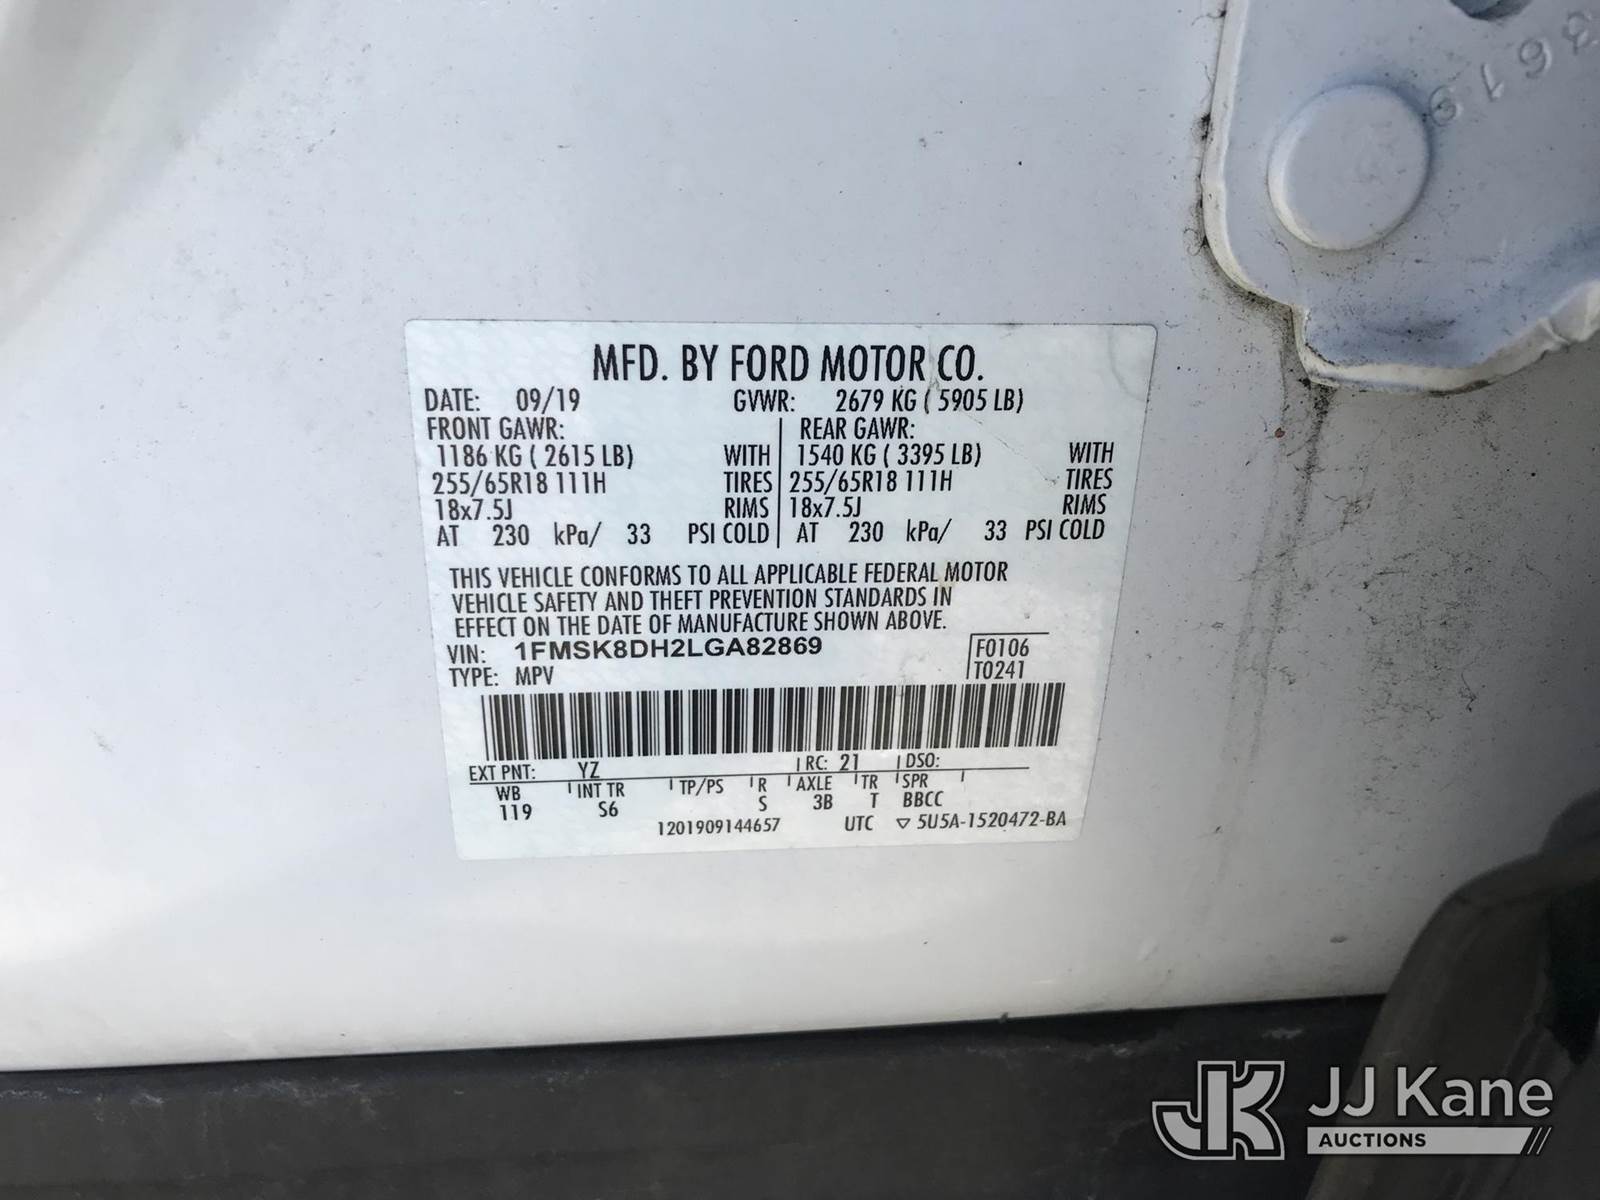 3619
MFD. BY FORD MOTOR CO.
DATE: 09/19 GVWR: 2679 KG ( 5905 LB)
FRONT GAWR: REAR GAWR:
1186 KG ( 2615 LB) WITH 1540 KG ( 3395 LB) WITH
255/65R18 111H TIRES 255/65R18 111H TIRES
18x7.5J RIMS 18x7.5J RIMS
AT 230 kPa/ 33 PSI COLD AT 230 kPa/ 33 PSI COLD
THIS VEHICLE CONFORMS TO ALL APPLICABLE FEDERAL MOTOR
VEHICLE SAFETY AND THEFT PREVENTION STANDARDS IN
EFFECT ON THE DATE OF MANUFACTURE SHOWN ABOVE.
VIN: 1FMSK8DH2LGA82869 F0106
TYPE: MPV T0241
EXT PNT: YZ RC: 21 DSO:
WB INT TR TP/PS R AXLE TR SPR
119 S6 S 3B T BBCC
1201909144657 UTC ▽ 5U5A-1520472-BA
JK JJ Kane
AUCTIONS